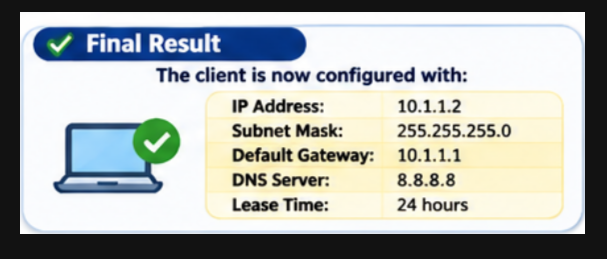 Final Result
The client is now configured with:
IP Address: 10.1.1.2
Subnet Mask: 255.255.255.0
Default Gateway: 10.1.1.1
DNS Server: 8.8.8.8
Lease Time: 24 hours